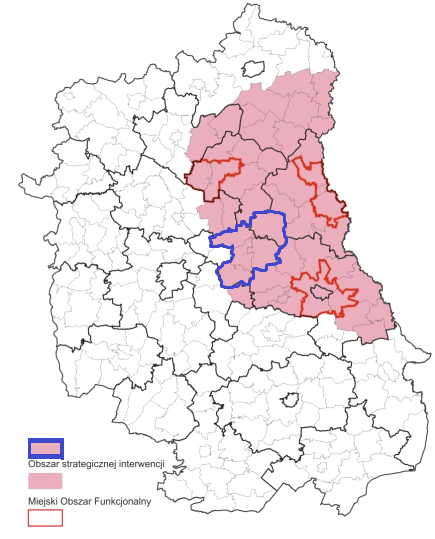 Obszar strategicznej interwencji
Miejski Obszar Funkcjonalny